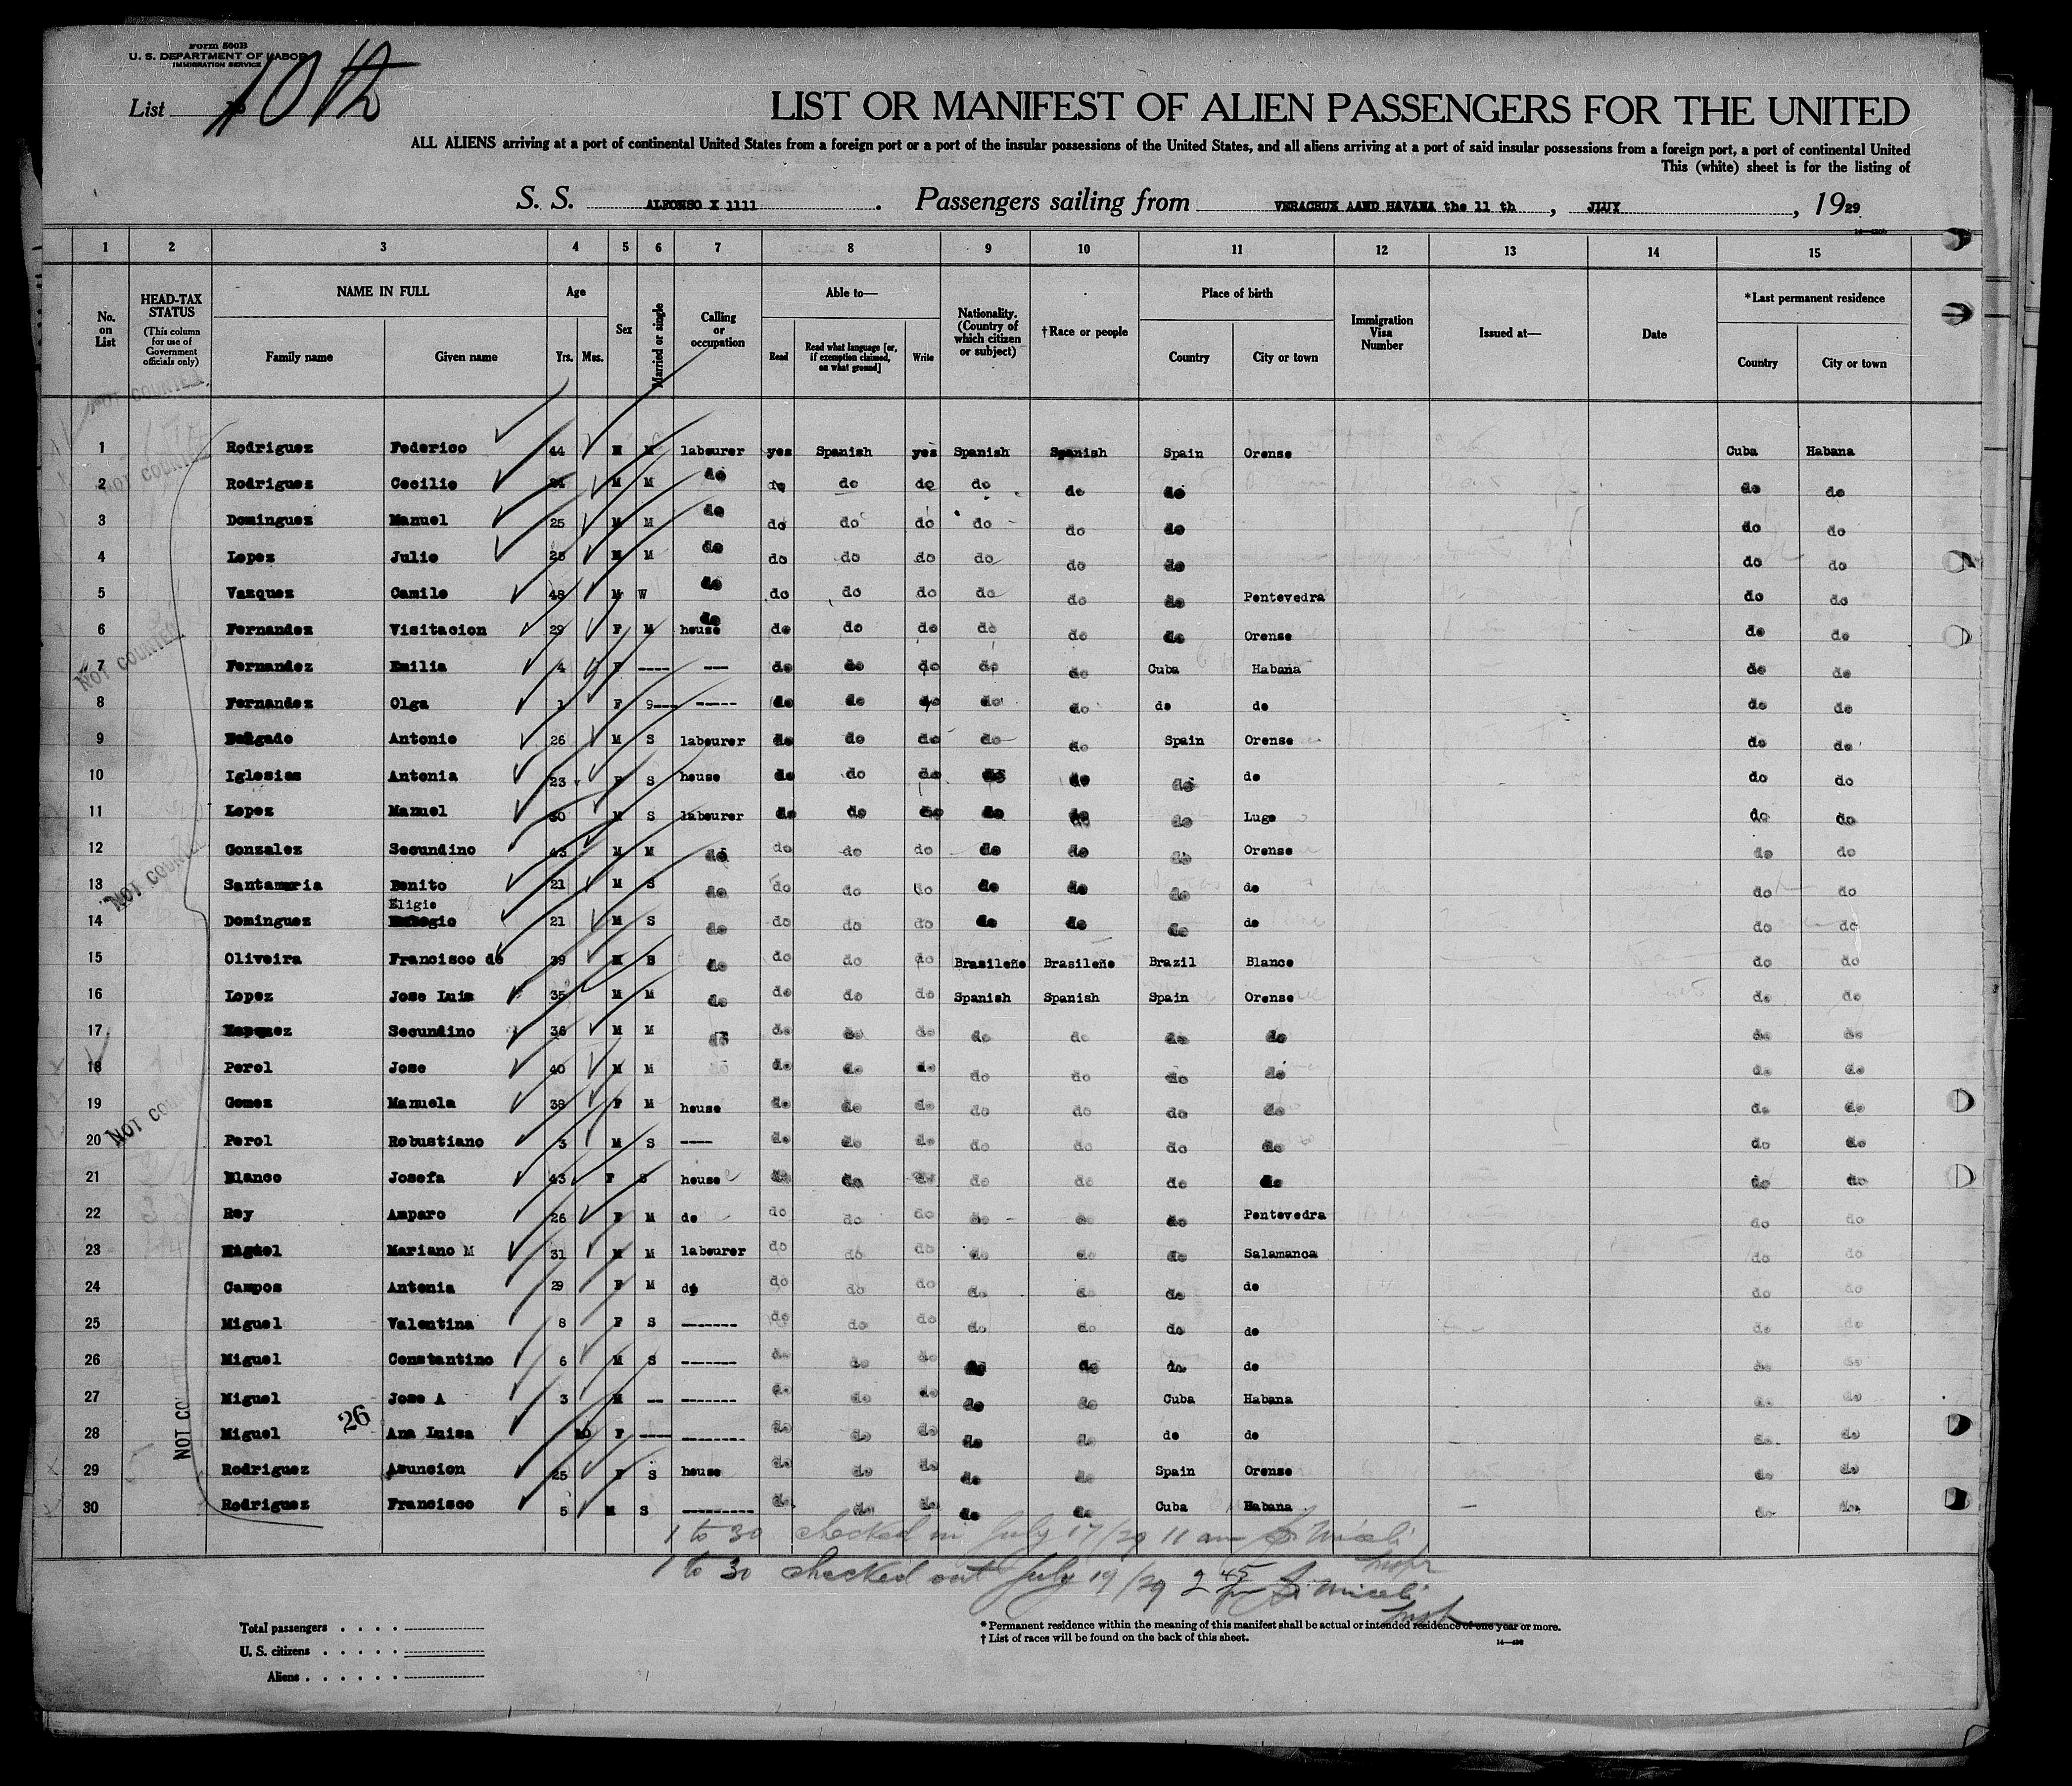 Form 500B
U. S. DEPARTMENT OF LABOR
IMMIGRATION SERVICE
List 10th
LIST OR MANIFEST OF ALIEN PASSENGERS FOR THE UNITED
ALL ALIENS arriving at a port of continental United States from a foreign port or a port of the insular possessions of the United States, and all aliens arriving at a port of said insular possessions from a foreign port, a port of continental United
This (white) sheet is for the listing of
S. S. ALFONSO X 1111 . Passengers sailing from VERACRUX AAND HAVANA the 11 th , JLUY , 1929
1 2 3 4 5 6 7 8 9 10 11 12 13 14 15
No. on List HEAD-TAX STATUS (This column for use of Government officials only) NAME IN FULL Family name Given name Age Yrs. Mos. Sex Married or single Calling or occupation Able to— Read Read what language [or, if exemption claimed, on what ground] Write Nationality. (Country of which citizen or subject) †Race or people Place of birth Country City or town Immigration Visa Number Issued at— Date *Last permanent residence Country City or town
1 Rodriguez Federico 44 M M labourer yes Spanish yes Spanish Spanish Spain Orense Cuba Habana
2 Rodriguez Cecilio M M do do do do do do do do do
3 Dominguez Manuel 25 M M do do do do do do do do do
4 Lopez Julio 25 M M do do do do do do do do do
5 Vazquez Camilo 48 M W do do do do do do do Pontevedra do do
6 Fernandez Visitacion 29 F M house do do do do do do do Orense do do
7 Fernandez Emilia 4 F ---- --- do do do do do Cuba Habana do do
8 Fernandez Olga 1 F 9--- ----- do do do do do do do do do
9 Delgado Antonio 26 M S labourer do do do do do Spain Orense do do
10 Iglesias Antonia 23 F S house do do do do do do do do do
11 Lopez Manuel 30 M S labourer do do do do do do Lugo do do
12 Gonzalez Secundino 43 M M do do do do do do do Orense do do
13 Santamaria Benito 21 M S do do do do do do do do do do
Eligio
14 Dominguez 21 M S do do do do do do do do do do
15 Oliveira Francisco de 39 M S do do do do Brasileño Brasileño Brazil Blanco do do
16 Lopez Jose Luis 35 M M do do do do Spanish Spanish Spain Orense do do
17 Secundino 36 M M do do do do do do do do do do
18 Perol Jose 40 M M do do do do do do do do do do
19 Gomez Manuela 38 F M house do do do do do do do do do
20 Perol Robustiano 3 M S ---- do do do do do do do do do
21 Blanco Josefa 43 F S house do do do do do do do do do
22 Rey Amparo 26 F M do do do do do do do Pontevedra do do
23 Miguel Mariano M 31 M M labourer do do do do do do Salamanca do do
24 Campos Antonia 29 F M do do do do do do do do do do
25 Miguel Valentina 8 F S ------- do do do do do do do do do
26 Miguel Constantino 6 M S ------- do do do do do do do do do
27 Miguel Jose A 3 M -- ------- do do do do do Cuba Habana do do
26
28 Miguel Ana Luisa 10 F ---- -------- do do do do do do do do do
29 Rodriguez Asuncion 25 F S house do do do do do Spain Orense do do
30 Rodriguez Francisco 5 M S --------- do do do do do Cuba Habana do do
NOT COUNTED
NOT COUNTED
NOT COUNTED
NOT COUNTE
NOT COU
NOT CO
1 to 30 checked in July 17/29 11 am S. Miceli
Inspr
1 to 30 checked out July 19/29 2 45 pm S. Miceli
Insp
Total passengers . . . .
U. S. citizens . . . . .
Aliens . . . . . .
* Permanent residence within the meaning of this manifest shall be actual or intended residence of one year or more.
† List of races will be found on the back of this sheet.